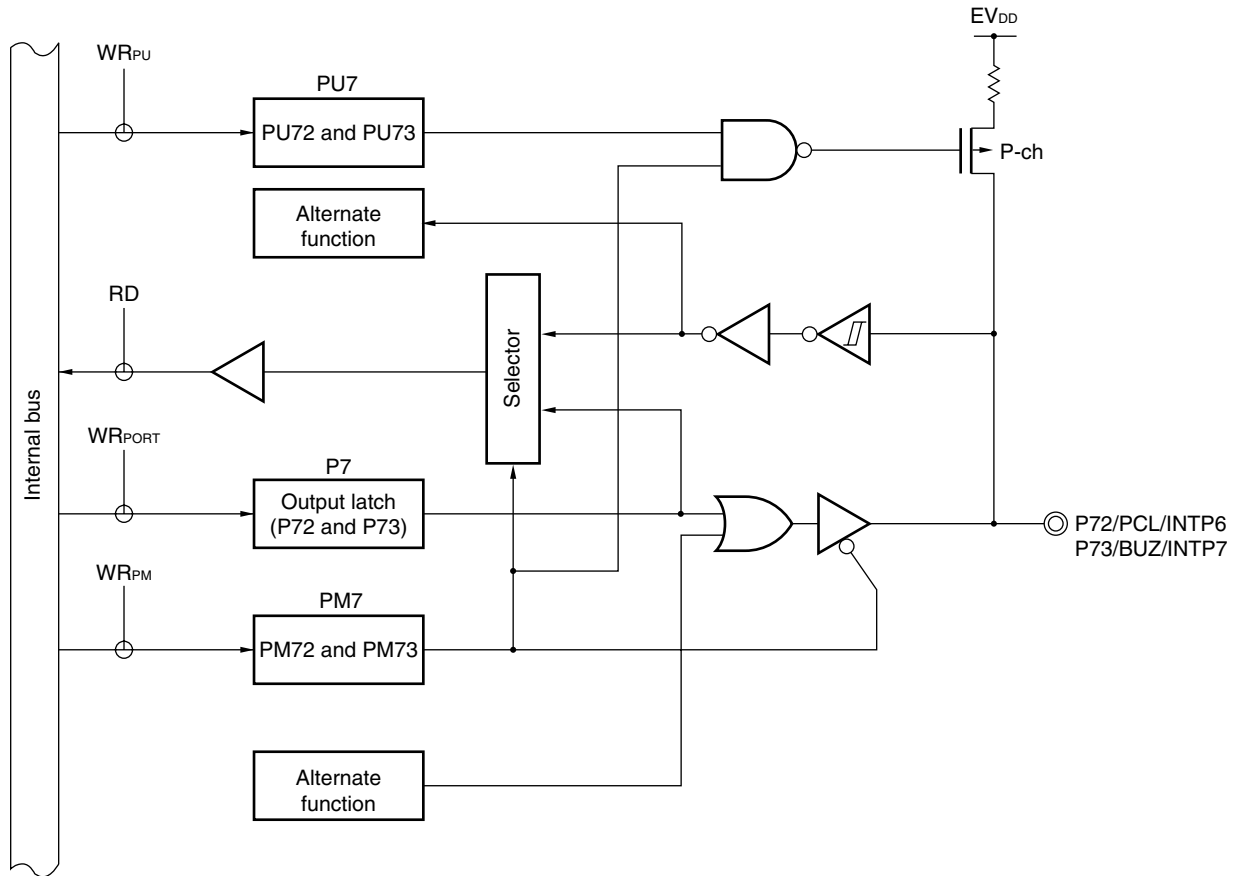 EVDD
WRPU
PU7
PU72 and PU73
P-ch
Alternate
function
RD
Selector
Internal bus
WRPORT
P7
Output latch
(P72 and P73)
P72/PCL/INTP6
P73/BUZ/INTP7
WRPM
PM7
PM72 and PM73
Alternate
function